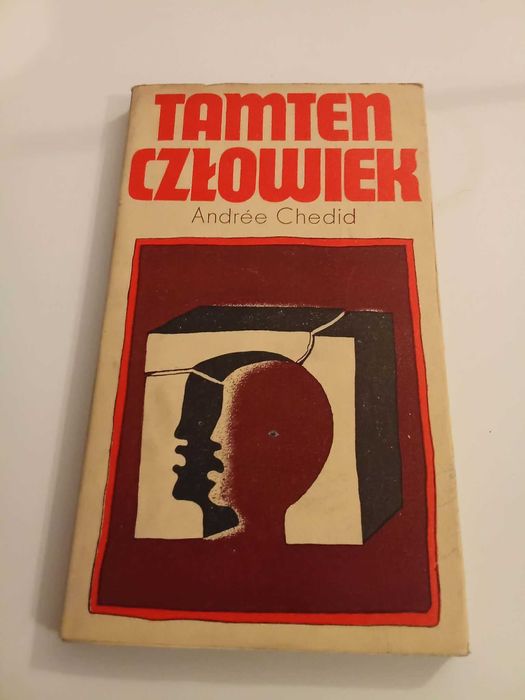 TAMTEN
CZŁOWIEK
Andrée Chedid